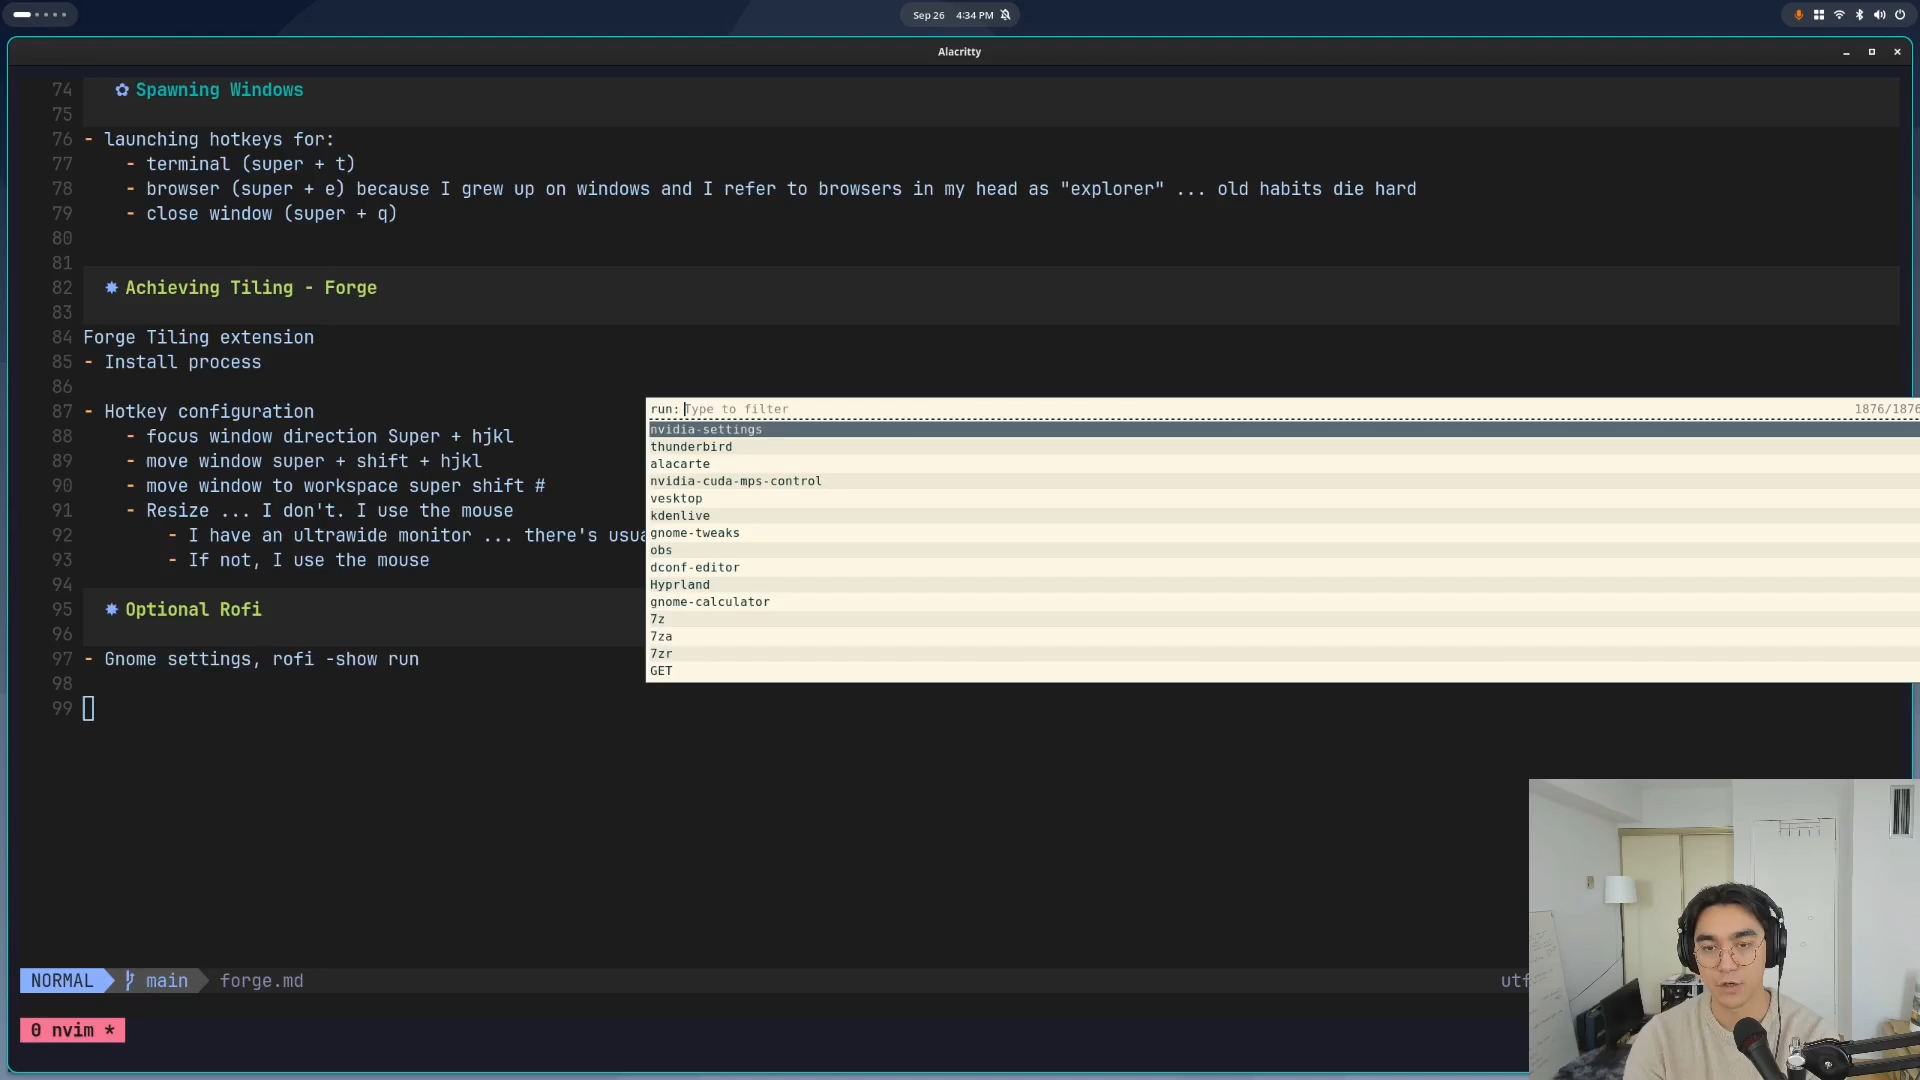 Sep 26 4:34 PM
Alacritty
74 Spawning Windows
75
76 - launching hotkeys for:
77 - terminal (super + t)
78 - browser (super + e) because I grew up on windows and I refer to browsers in my head as "explorer" ... old habits die hard
79 - close window (super + q)
80
81
82 Achieving Tiling - Forge
83
84 Forge Tiling extension
85 - Install process
86
87 - Hotkey configuration
88 - focus window direction Super + hjkl
89 - move window super + shift + hjkl
90 - move window to workspace super shift #
91 - Resize ... I don't. I use the mouse
92 - I have an ultrawide monitor ... there's usua
93 - If not, I use the mouse
94
95 Optional Rofi
96
97 - Gnome settings, rofi -show run
98
99
run: Type to filter 1876/1876
nvidia-settings
thunderbird
alacarte
nvidia-cuda-mps-control
vesktop
kdenlive
gnome-tweaks
obs
dconf-editor
Hyprland
gnome-calculator
7z
7za
7zr
GET
NORMAL main forge.md utf
0 nvim *